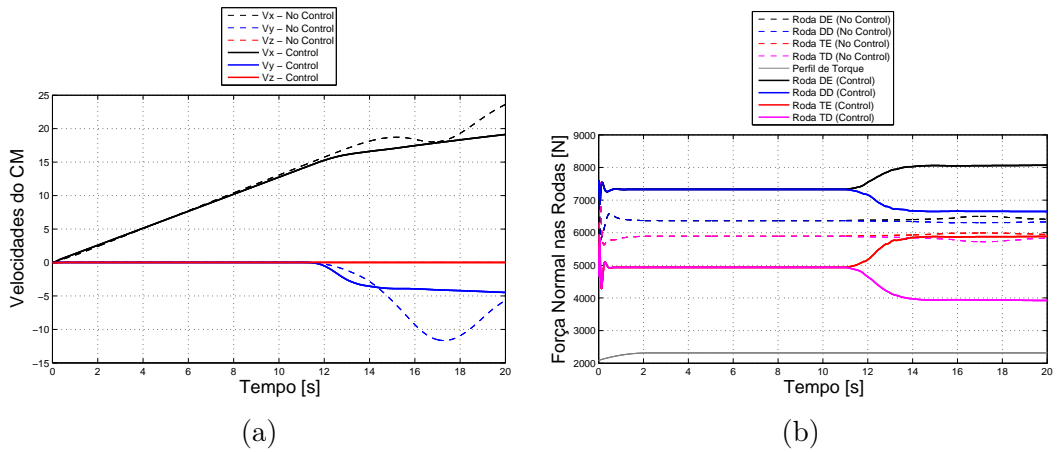 Vx − No Control
Vy − No Control
Vz − No Control
Vx − Control
Vy − Control
Vz − Control
25
20
15
10
5
0
−5
−10
−15
0 2 4 6 8 10 12 14 16 18 20
Velocidades do CM
Tempo [s]
(a)
Roda DE (No Control)
Roda DD (No Control)
Roda TE (No Control)
Roda TD (No Control)
Perfil de Torque
Roda DE (Control)
Roda DD (Control)
Roda TE (Control)
Roda TD (Control)
9000
8000
7000
6000
5000
4000
3000
2000
0 2 4 6 8 10 12 14 16 18 20
Força Normal nas Rodas [N]
Tempo [s]
(b)